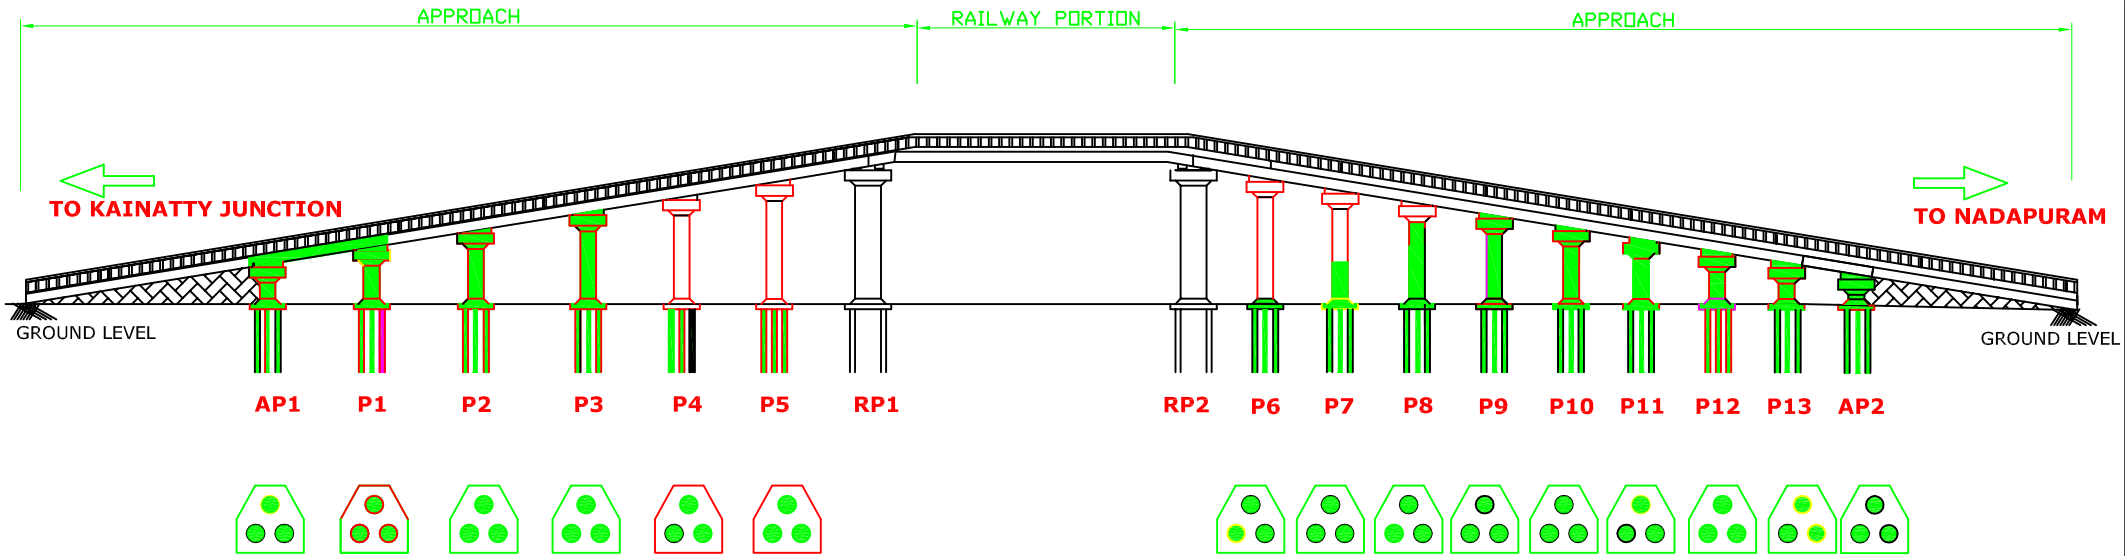 APPROACH
RAILWAY PORTION
APPROACH
TO KAINATTY JUNCTION
TO NADAPURAM
GROUND LEVEL
GROUND LEVEL
AP1 P1 P2 P3 P4 P5 RP1 RP2 P6 P7 P8 P9 P10 P11 P12 P13 AP2